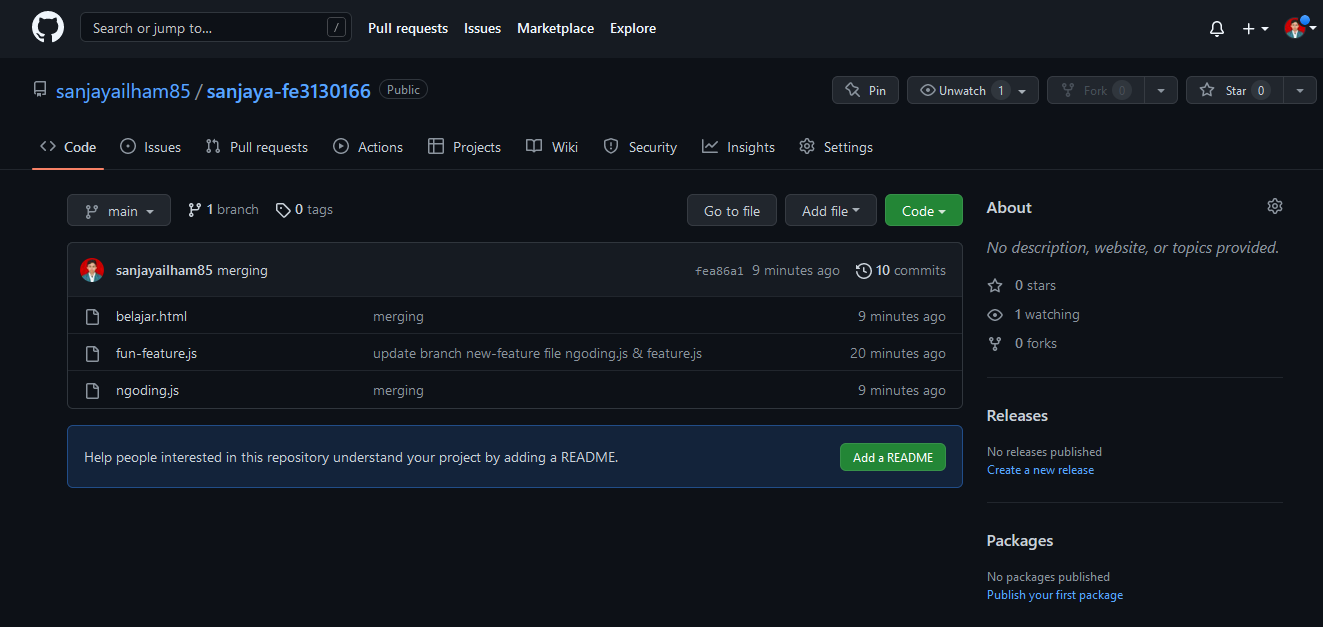 Search or jump to... /
Pull requests Issues Marketplace Explore
sanjayailham85 / sanjaya-fe3130166 Public
Pin Unwatch 1 Fork 0 Star 0
Code Issues Pull requests Actions Projects Wiki Security Insights Settings
main 1 branch 0 tags Go to file Add file Code
sanjayailham85 merging fea86a1 9 minutes ago 10 commits
belajar.html merging 9 minutes ago
fun-feature.js update branch new-feature file ngoding.js & feature.js 20 minutes ago
ngoding.js merging 9 minutes ago
Help people interested in this repository understand your project by adding a README. Add a README
About
No description, website, or topics provided.
0 stars
1 watching
0 forks
Releases
No releases published
Create a new release
Packages
No packages published
Publish your first package